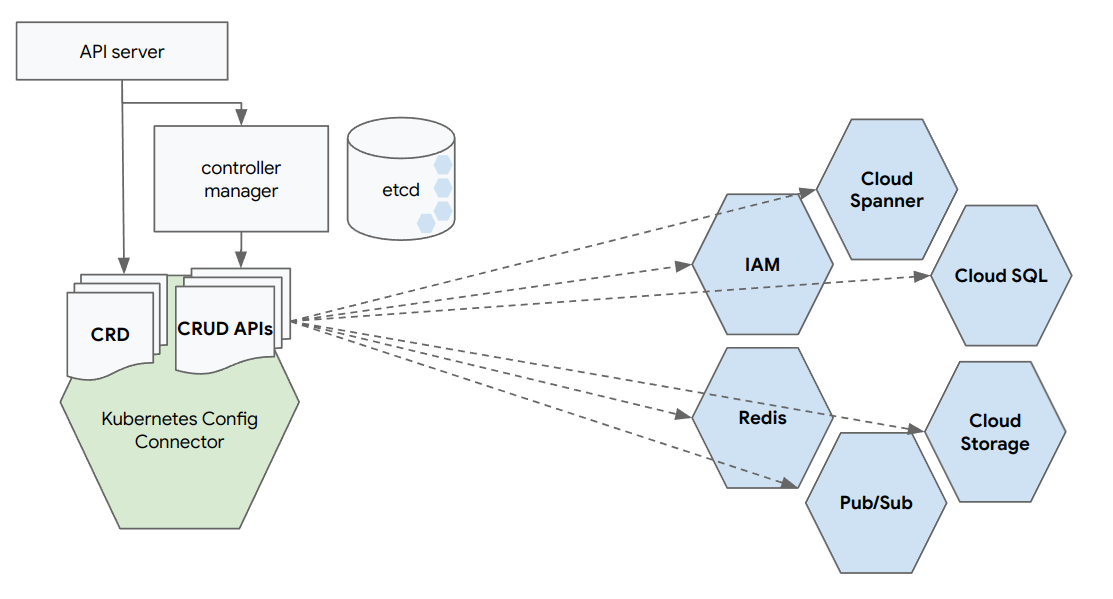 API server
controller
manager
etcd
CRD
CRUD APIs
Kubernetes Config
Connector
Cloud
Spanner
IAM
Cloud SQL
Redis
Cloud
Storage
Pub/Sub